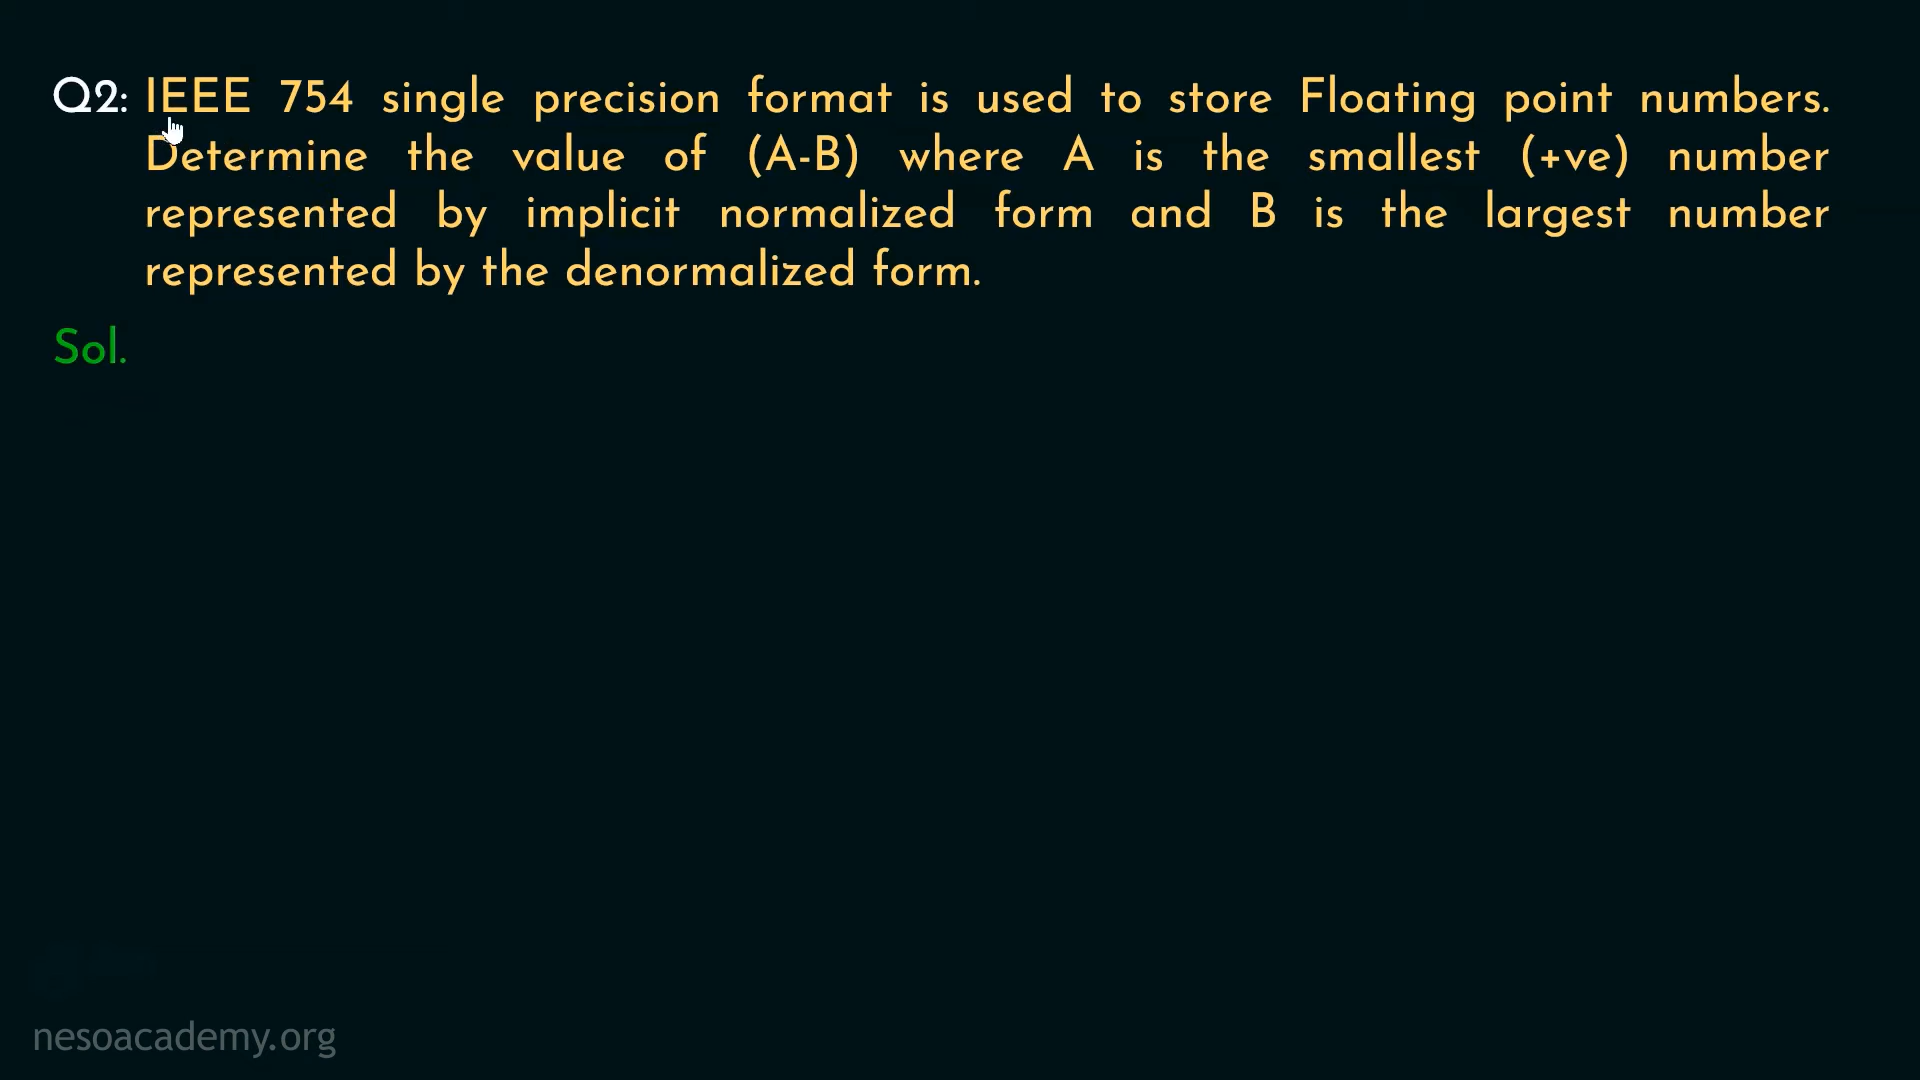 Q2: IEEE 754 single precision format is used to store Floating point numbers.
Determine the value of (A-B) where A is the smallest (+ve) number
represented by implicit normalized form and B is the largest number
represented by the denormalized form.
Sol.
nesoacademy.org